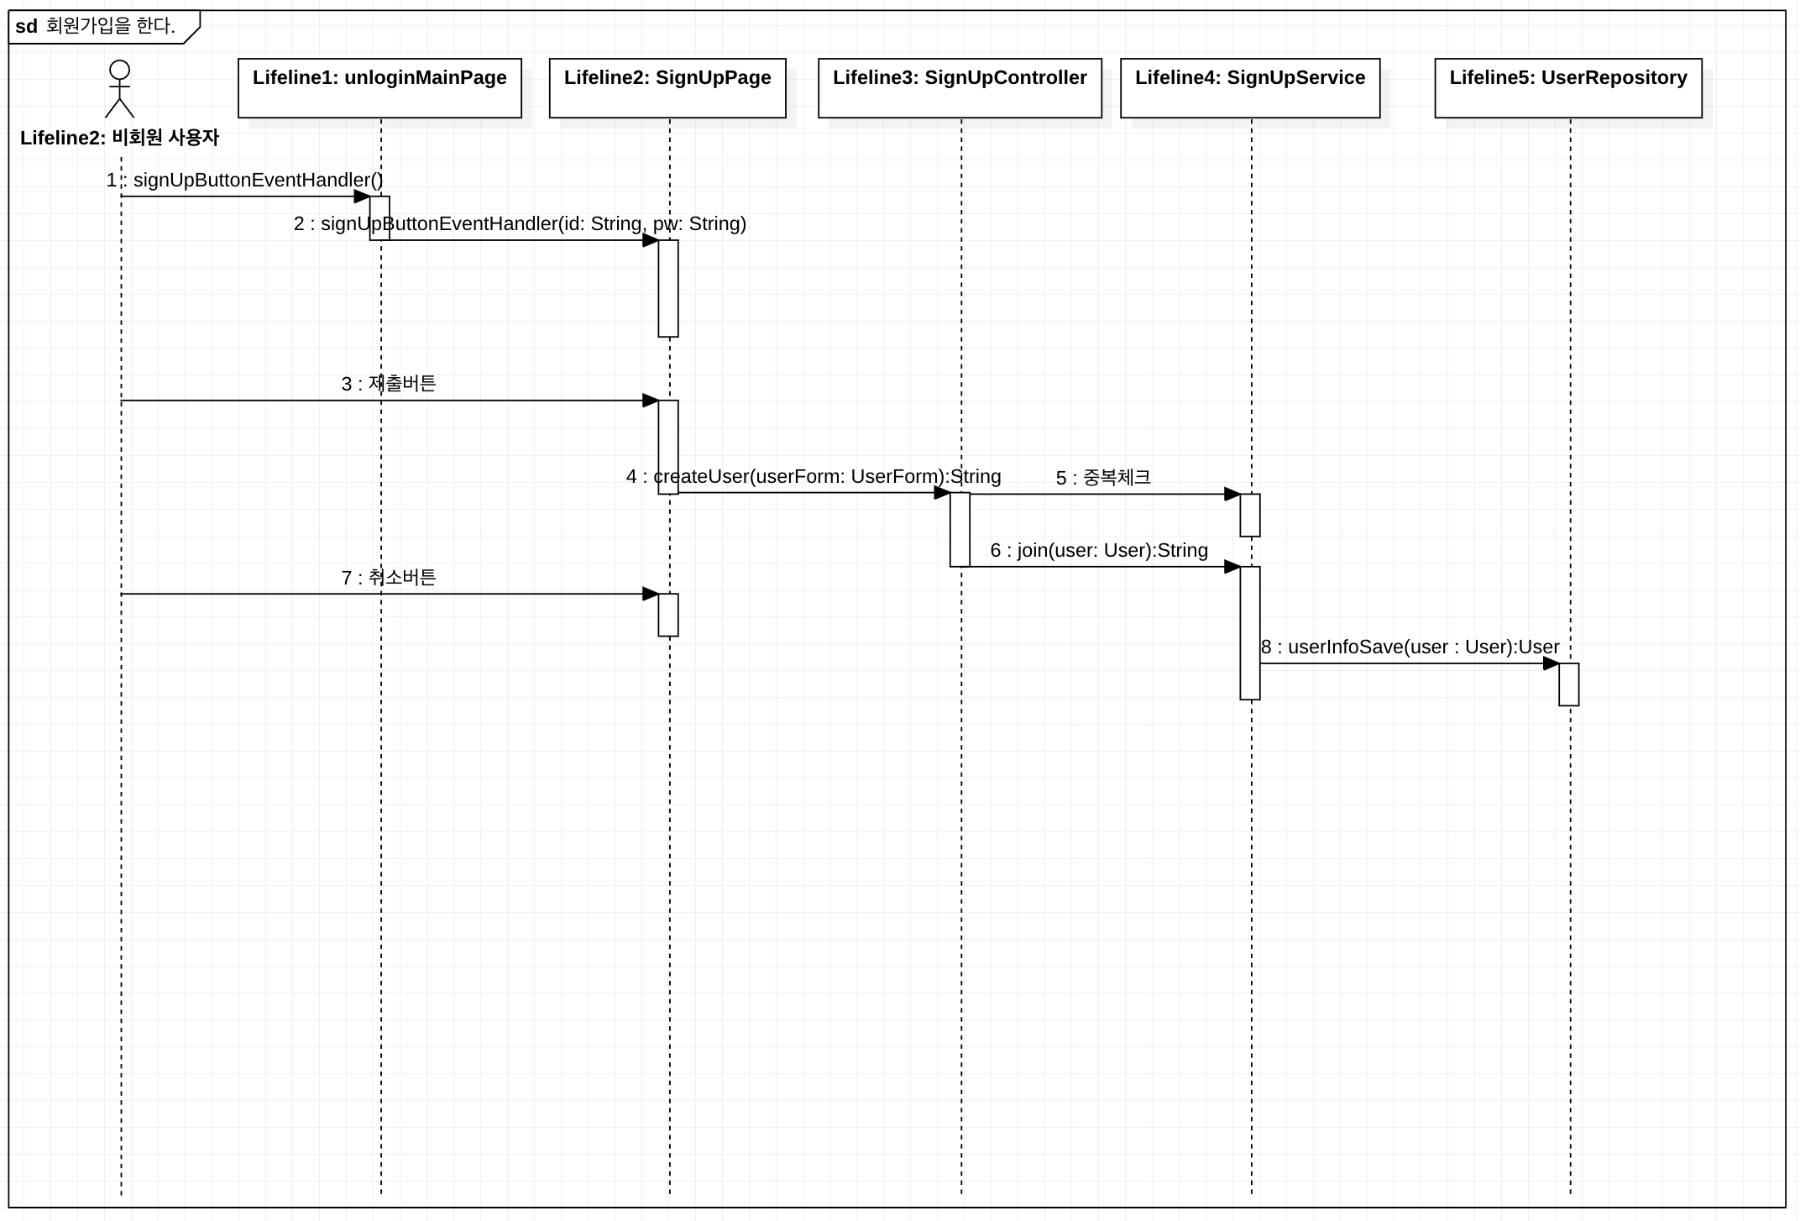 sd 회원가입을 한다.
Lifeline1: unloginMainPage
Lifeline2: SignUpPage
Lifeline3: SignUpController
Lifeline4: SignUpService
Lifeline5: UserRepository
Lifeline2: 비회원 사용자
1 : signUpButtonEventHandler()
2 : signUpButtonEventHandler(id: String, pw: String)
3 : 제출버튼
4 : createUser(userForm: UserForm):String
5 : 중복체크
6 : join(user: User):String
7 : 취소버튼
8 : userInfoSave(user : User):User